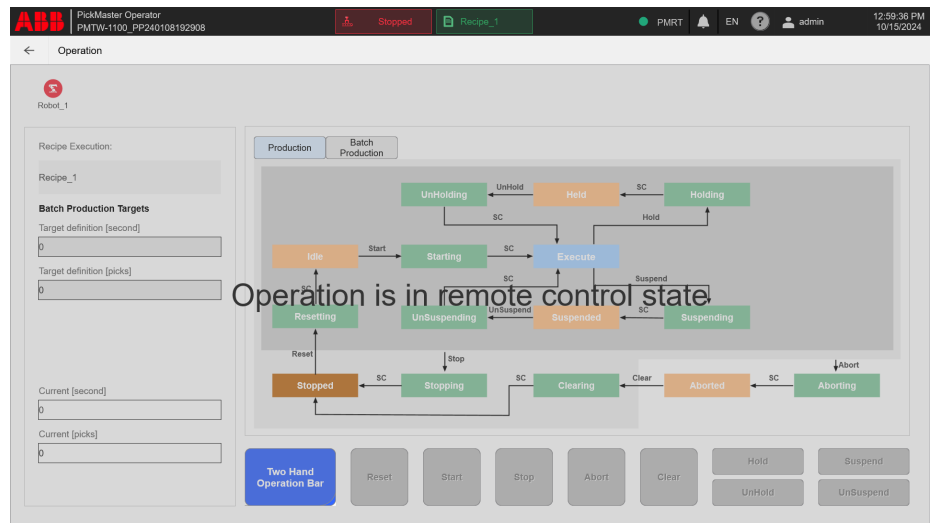 ABB
PickMaster Operator
PMTW-1100_PP240108192908
Stopped
Recipe_1
PMRT
EN
?
admin
12:59:36 PM
10/15/2024
Operation
Robot_1
Recipe Execution:
Recipe_1
Batch Production Targets
Target definition [second]
0
Target definition [picks]
0
Current [second]
0
Current [picks]
0
Production
Batch
Production
UnHolding
UnHold
Held
SC
Holding
SC
Hold
Idle
Start
Starting
SC
Execute
SC
SC
Suspend
Operation is in remote control state
Resetting
UnSuspending
UnSuspend
Suspended
SC
Suspending
Reset
Stop
Abort
Stopped
SC
Stopping
SC
Clearing
Clear
Aborted
SC
Aborting
Two Hand
Operation Bar
Reset
Start
Stop
Abort
Clear
Hold
Suspend
UnHold
UnSuspend